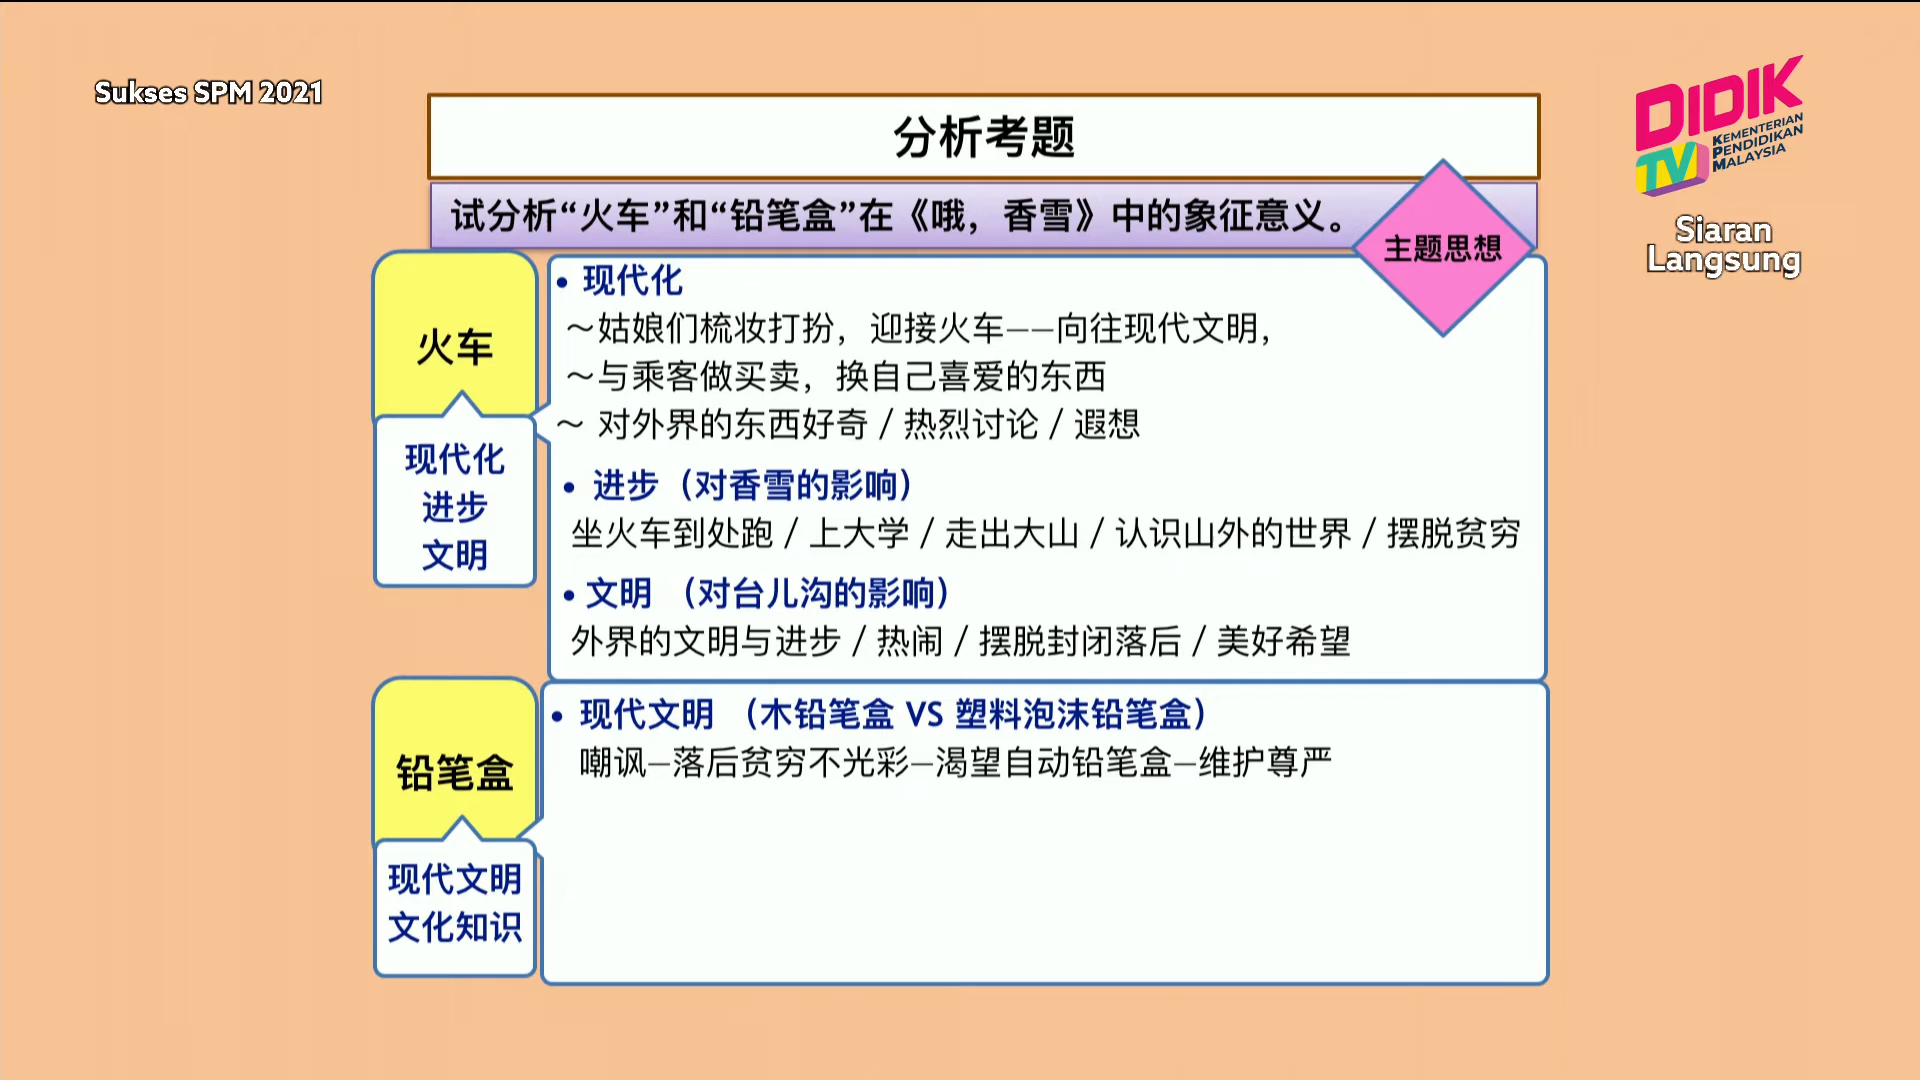 Sukses SPM 2021
DIDIK
TV
KEMENTERIAN
PENDIDIKAN
MALAYSIA
Siaran
Langsung
分析考题
试分析“火车”和“铅笔盒”在《哦，香雪》中的象征意义。
主题思想
火车
现代化
进步
文明
• 现代化
～姑娘们梳妆打扮，迎接火车——向往现代文明，
～与乘客做买卖，换自己喜爱的东西
～ 对外界的东西好奇 / 热烈讨论 / 遐想
• 进步（对香雪的影响）
坐火车到处跑 / 上大学 / 走出大山 / 认识山外的世界 / 摆脱贫穷
• 文明 （对台儿沟的影响）
外界的文明与进步 / 热闹 / 摆脱封闭落后 / 美好希望
铅笔盒
现代文明
文化知识
• 现代文明 （木铅笔盒 VS 塑料泡沫铅笔盒）
嘲讽—落后贫穷不光彩—渴望自动铅笔盒—维护尊严